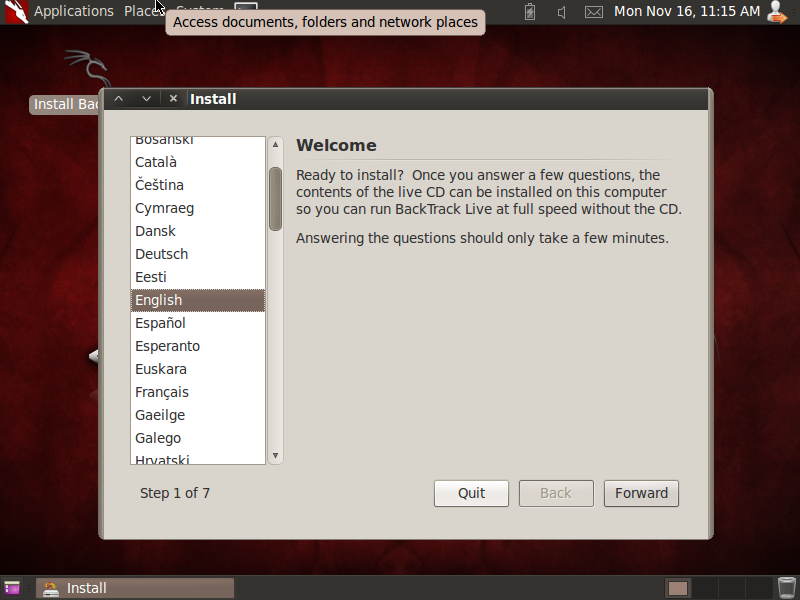 Applications Places System Mon Nov 16, 11:15 AM
Access documents, folders and network places
Install
Bosanski
Català
Čeština
Cymraeg
Dansk
Deutsch
Eesti
English
Español
Esperanto
Euskara
Français
Gaeilge
Galego
Hrvatski
Welcome
Ready to install?  Once you answer a few questions, the
contents of the live CD can be installed on this computer
so you can run BackTrack Live at full speed without the CD.
Answering the questions should only take a few minutes.
Step 1 of 7
Quit
Back
Forward
Install Bac
Install